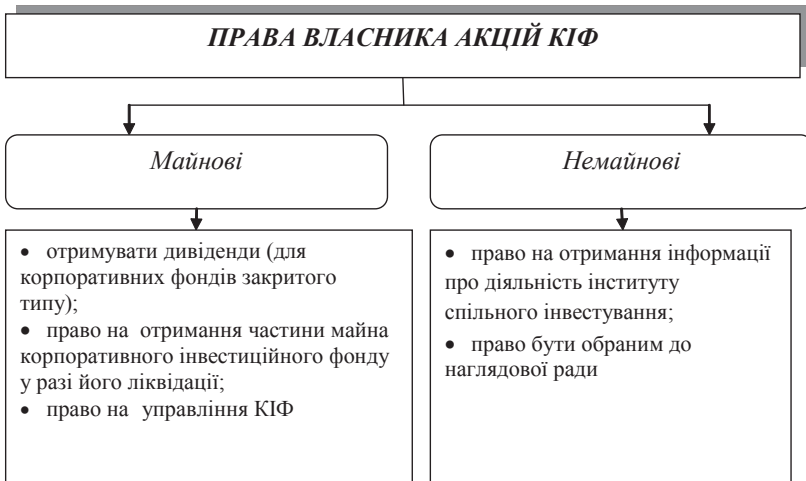 ПРАВА ВЛАСНИКА АКЦІЙ КІФ
Майнові
Немайнові
• отримувати дивіденди (для
корпоративних фондів закритого
типу);
• право на отримання частини майна
корпоративного інвестиційного фонду
у разі його ліквідації;
• право на управління КІФ
• право на отримання інформації
про діяльність інституту
спільного інвестування;
• право бути обраним до
наглядової ради